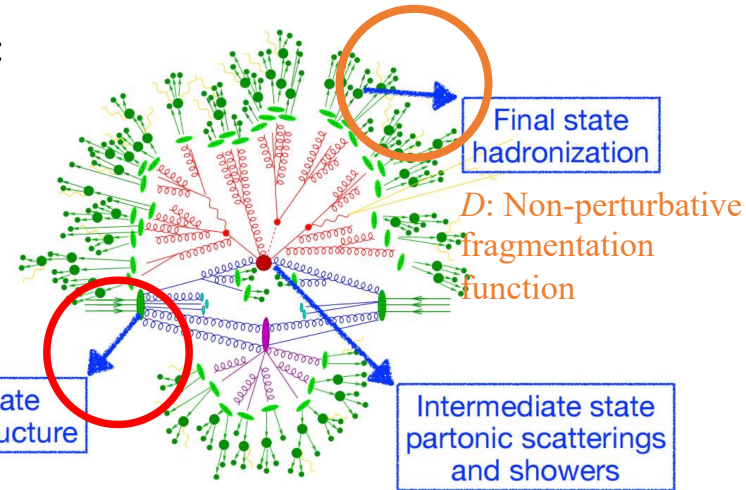 :
Final state
hadronization
D: Non-perturbative
fragmentation
function
ate
ucture
Intermediate state
partonic scatterings
and showers